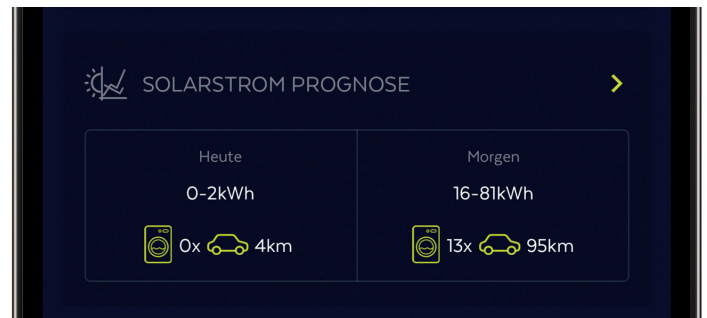 SOLARSTROM PROGNOSE
Heute
0-2kWh
0x 4km
Morgen
16-81kWh
13x 95km